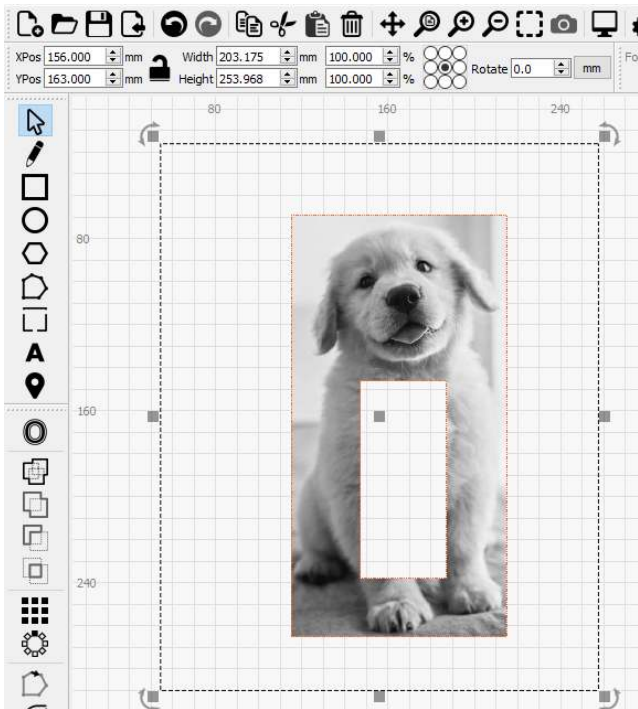 XPos 156.000 mm Width 203.175 mm 100.000 %
YPos 163.000 mm Height 253.968 mm 100.000 % Rotate 0.0 mm Fo
80 160 240
80
A
160
240